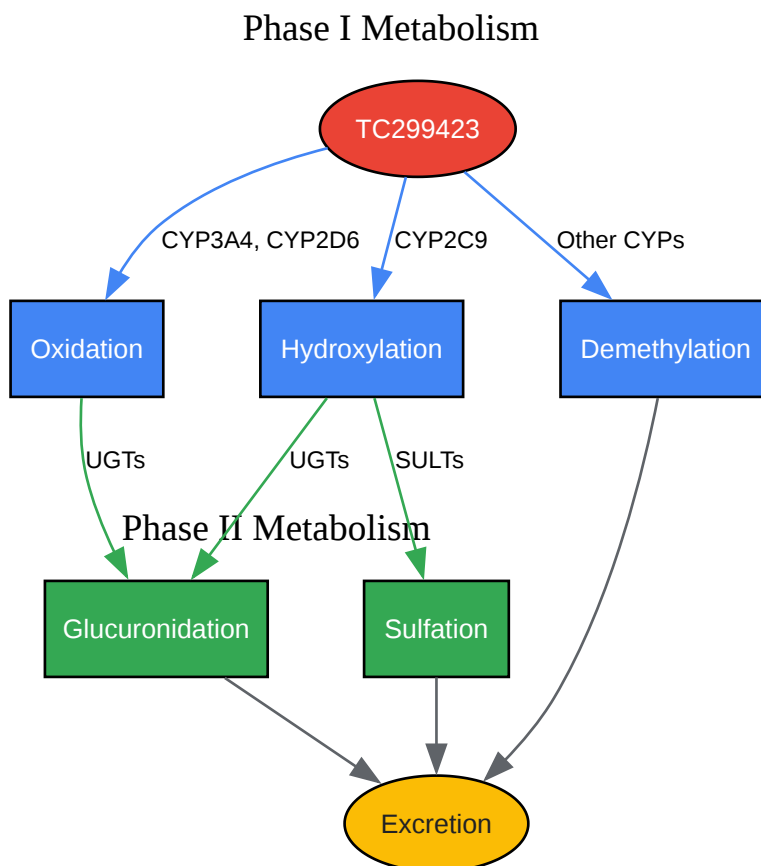 Phase I Metabolism
TC299423
CYP3A4, CYP2D6
CYP2C9
Other CYPs
Oxidation
Hydroxylation
Demethylation
UGTs
UGTs
SULTs
Phase II Metabolism
Glucuronidation
Sulfation
Excretion